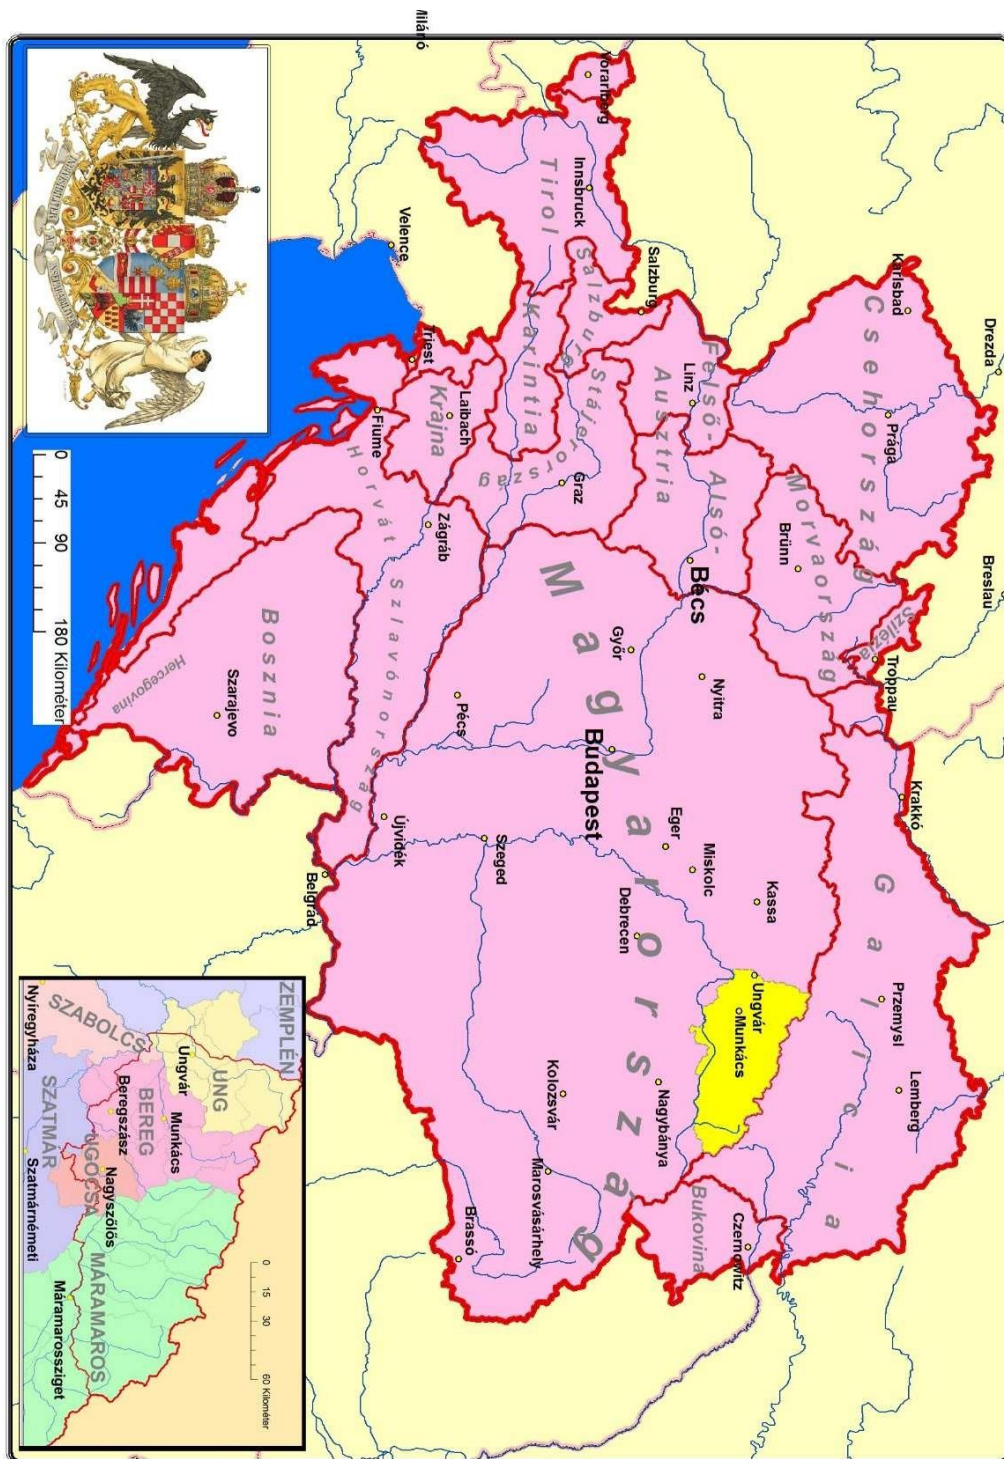 Miláró
Vorarlberg
Innsbruck
Tirol
Salzburg
Salzburg
Velence
Triest
Karintia
Krajna
Laibach
Fiume
Stájerország
Graz
Felső-
Linz
Ausztria
Alsó-
Bécs
Karlsbad
Csehország
Prága
Drezda
Breslau
Morvaország
Brünn
Szilézia
Troppau
Krakkó
Galicia
Przemysl
Lemberg
Bukovina
Czernowitz
Magyarország
Győr
Nyitra
Budapest
Pécs
Eger
Miskolc
Kassa
Debrecen
Szeged
Újvidék
Belgrád
Ungvár
Munkács
Nagybánya
Kolozsvár
Marosvásárhely
Brassó
Horvát Szlavónország
Zágráb
Bosznia
Szarajevo
Hercegovina
0 45 90 180 Kilométer
ZEMPLÉN
UNG
Ungvár
SZABOLCS
Nyíregyháza
BEREG
Munkács
Beregszász
UGOCSA
Nagyszőlős
SZATMÁR
Szatmárnémeti
MÁRAMAROS
Máramarossziget
0 15 30 60 Kilométer